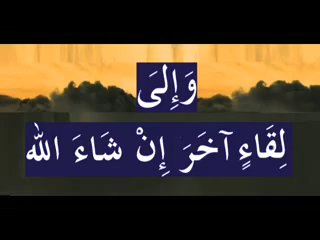 وَإِلَى
لِقَاءٍ آخَرَ إِنْ شَاءَ الله